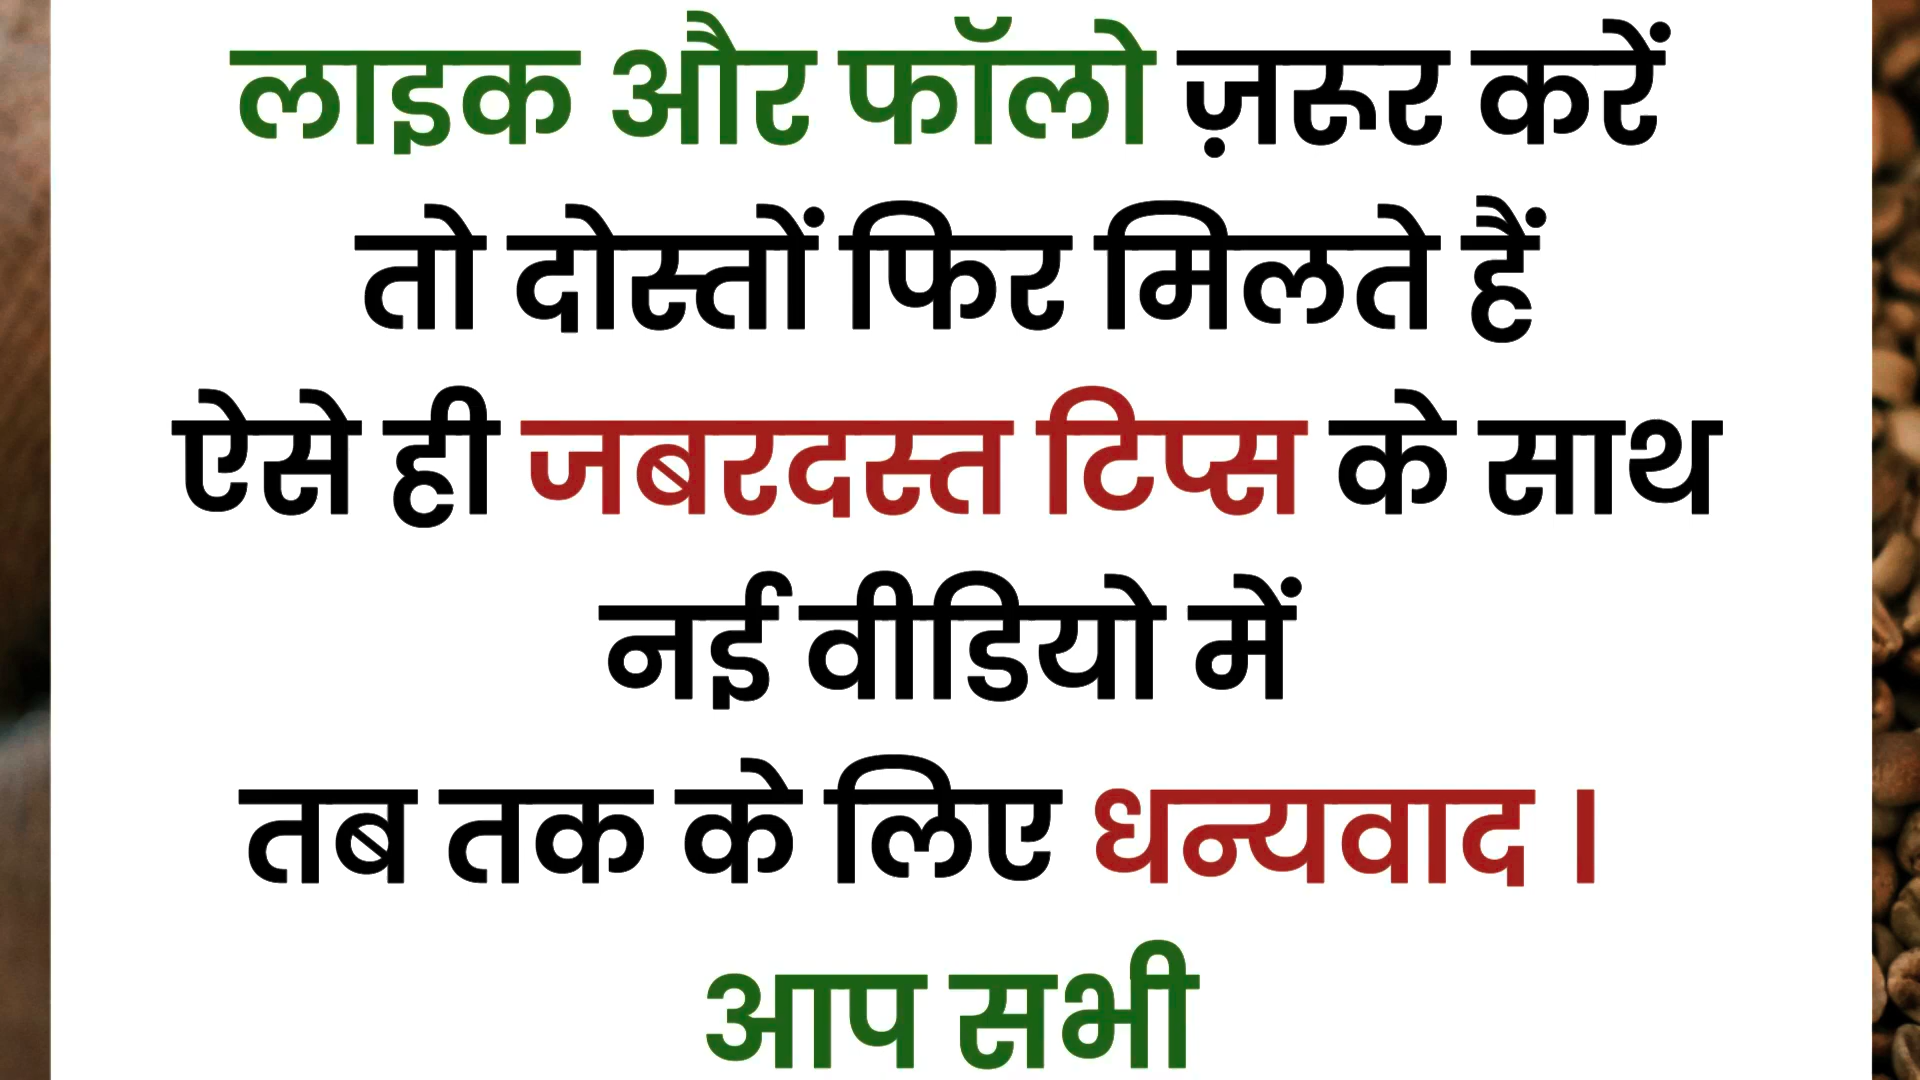 लाइक और फॉलो ज़रूर करें
तो दोस्तों फिर मिलते हैं
ऐसे ही जबरदस्त टिप्स के साथ
नई वीडियो में
तब तक के लिए धन्यवाद ।
आप सभी